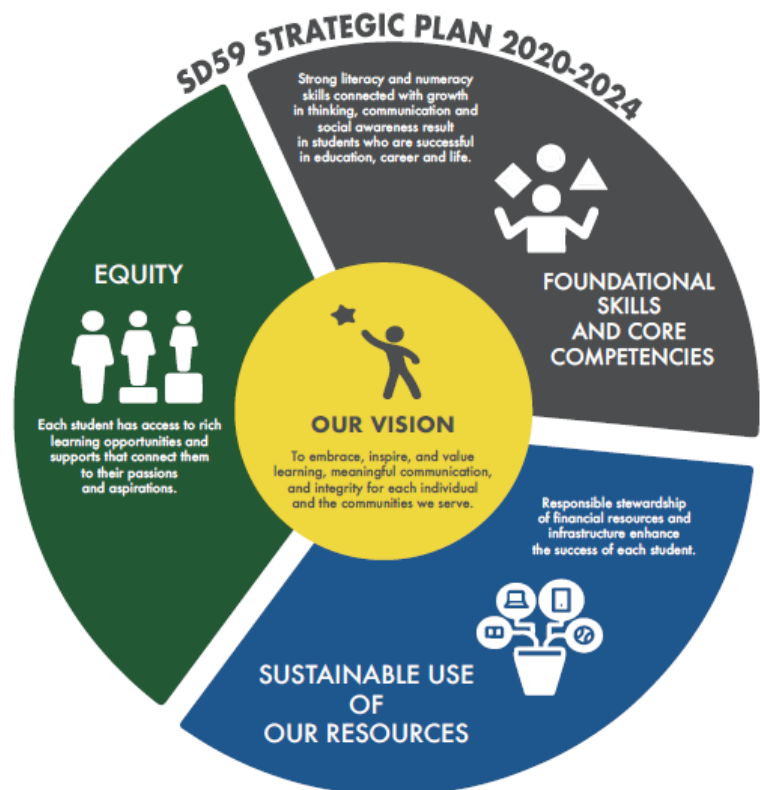 SD59 STRATEGIC PLAN 2020-2024
Strong literacy and numeracy
skills connected with growth
in thinking, communication and
social awareness result
in students who are successful
in education, career and life.
FOUNDATIONAL
SKILLS
AND CORE
COMPETENCIES
EQUITY
Each student has access to rich
learning opportunities and
supports that connect them
to their passions
and aspirations.
OUR VISION
To embrace, inspire, and value
learning, meaningful communication,
and integrity for each individual
and the communities we serve.
Responsible stewardship
of financial resources and
infrastructure enhance
the success of each student.
SUSTAINABLE USE
OF
OUR RESOURCES